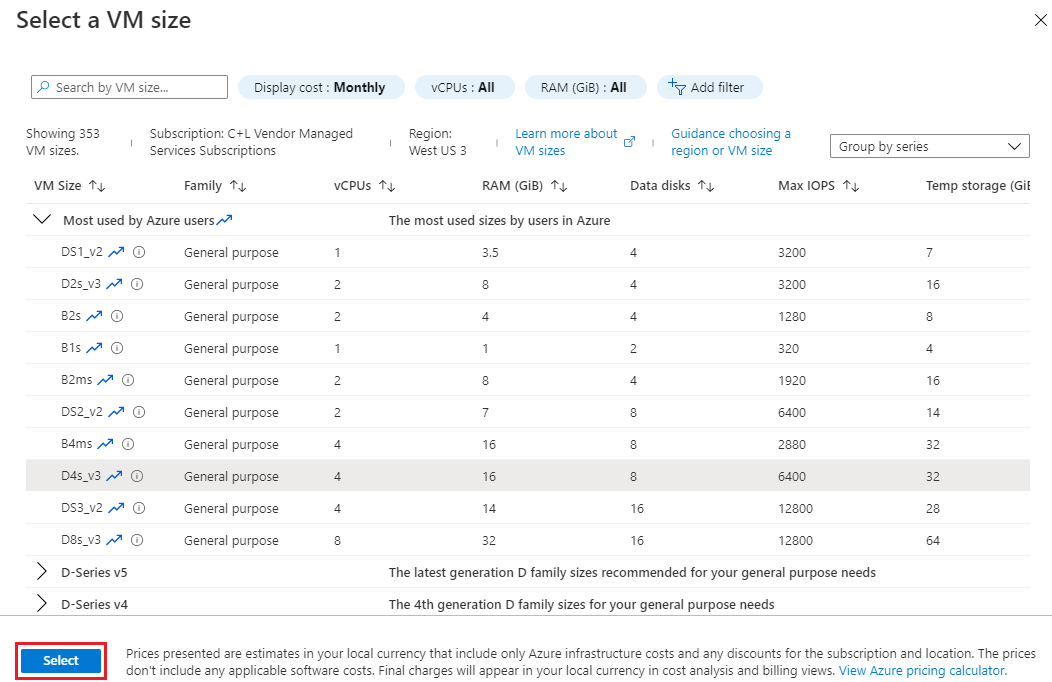 Select a VM size
Search by VM size...
Display cost : Monthly
vCPUs : All
RAM (GiB) : All
Add filter
Showing 353
VM sizes.
Subscription: C+L Vendor Managed
Services Subscriptions
Region:
West US 3
Learn more about
VM sizes
Guidance choosing a
region or VM size
Group by series
VM Size Family vCPUs RAM (GiB) Data disks Max IOPS Temp storage (GiB
Most used by Azure users The most used sizes by users in Azure
DS1_v2 General purpose 1 3.5 4 3200 7
D2s_v3 General purpose 2 8 4 3200 16
B2s General purpose 2 4 4 1280 8
B1s General purpose 1 1 2 320 4
B2ms General purpose 2 8 4 1920 16
DS2_v2 General purpose 2 7 8 6400 14
B4ms General purpose 4 16 8 2880 32
D4s_v3 General purpose 4 16 8 6400 32
DS3_v2 General purpose 4 14 16 12800 28
D8s_v3 General purpose 8 32 16 12800 64
D-Series v5 The latest generation D family sizes recommended for your general purpose needs
D-Series v4 The 4th generation D family sizes for your general purpose needs
Select
Prices presented are estimates in your local currency that include only Azure infrastructure costs and any discounts for the subscription and location. The prices
don't include any applicable software costs. Final charges will appear in your local currency in cost analysis and billing views. View Azure pricing calculator.